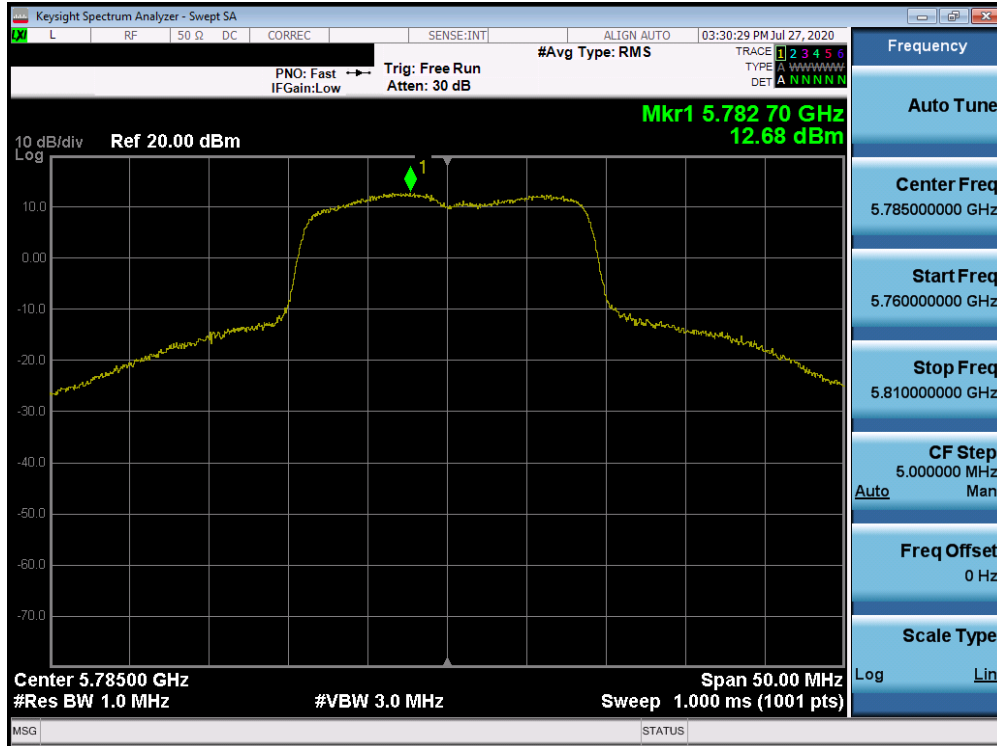 Keysight Spectrum Analyzer - Swept SA
LXI L RF 50 Ω DC CORREC SENSE:INT ALIGN AUTO 03:30:29 PM Jul 27, 2020
#Avg Type: RMS TRACE 1 2 3 4 5 6
PNO: Fast Trig: Free Run TYPE A WWWWW
IFGain:Low Atten: 30 dB DET A N N N N N
Mkr1 5.782 70 GHz
12.68 dBm
10 dB/div Ref 20.00 dBm
Log
1
10.0
0.00
-10.0
-20.0
-30.0
-40.0
-50.0
-60.0
-70.0
Center 5.78500 GHz Span 50.00 MHz
#Res BW 1.0 MHz #VBW 3.0 MHz Sweep 1.000 ms (1001 pts)
MSG STATUS
Frequency
Auto Tune
Center Freq
5.785000000 GHz
Start Freq
5.760000000 GHz
Stop Freq
5.810000000 GHz
CF Step
5.000000 MHz
Auto Man
Freq Offset
0 Hz
Scale Type
Log Lin